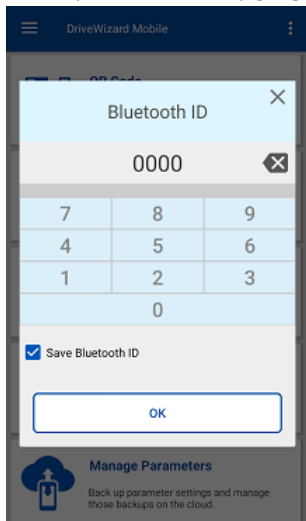 DriveWizard Mobile
QR Code
Bluetooth ID
0000
7 8 9
4 5 6
1 2 3
0
Save Bluetooth ID
OK
Manage Parameters
Back up parameter settings and manage
those backups on the cloud.